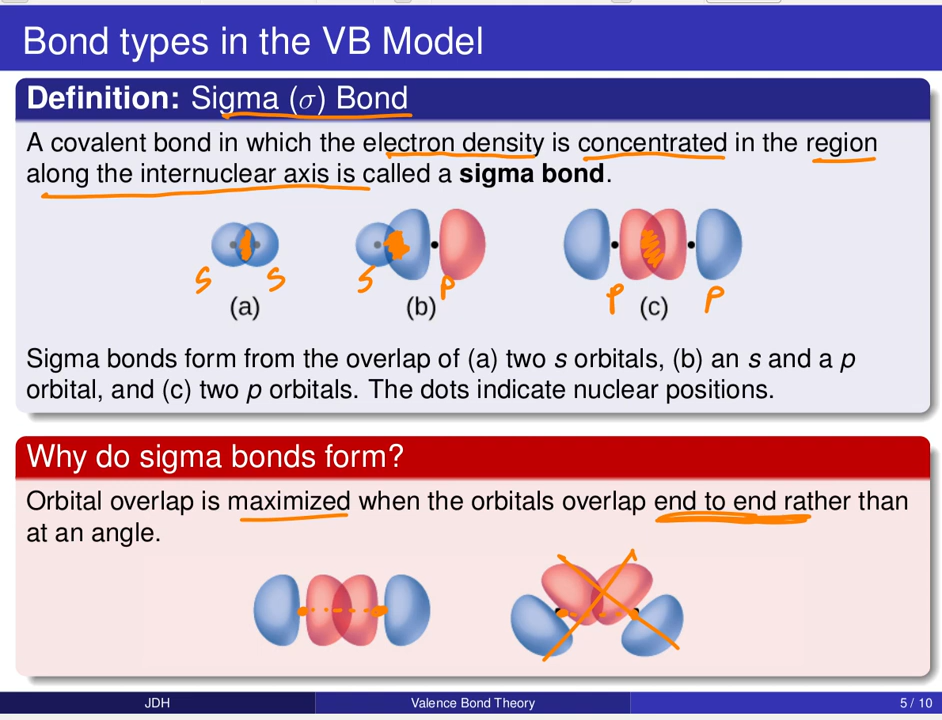 Bond types in the VB Model
Definition: Sigma (σ) Bond
A covalent bond in which the electron density is concentrated in the region
along the internuclear axis is called a sigma bond.
S S S P P P
(a) (b) (c)
Sigma bonds form from the overlap of (a) two s orbitals, (b) an s and a p
orbital, and (c) two p orbitals. The dots indicate nuclear positions.
Why do sigma bonds form?
Orbital overlap is maximized when the orbitals overlap end to end rather than
at an angle.
JDH Valence Bond Theory 5 / 10